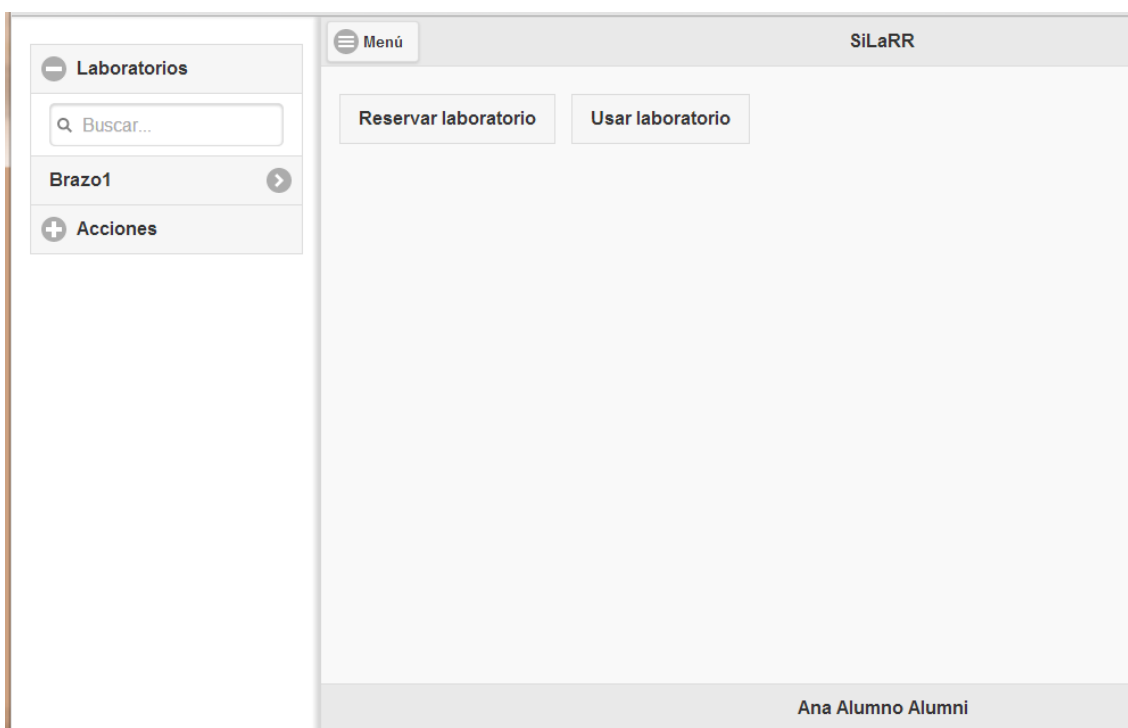 Laboratorios
Buscar...
Brazo1
Acciones
Menú
SiLaRR
Reservar laboratorio
Usar laboratorio
Ana Alumno Alumni